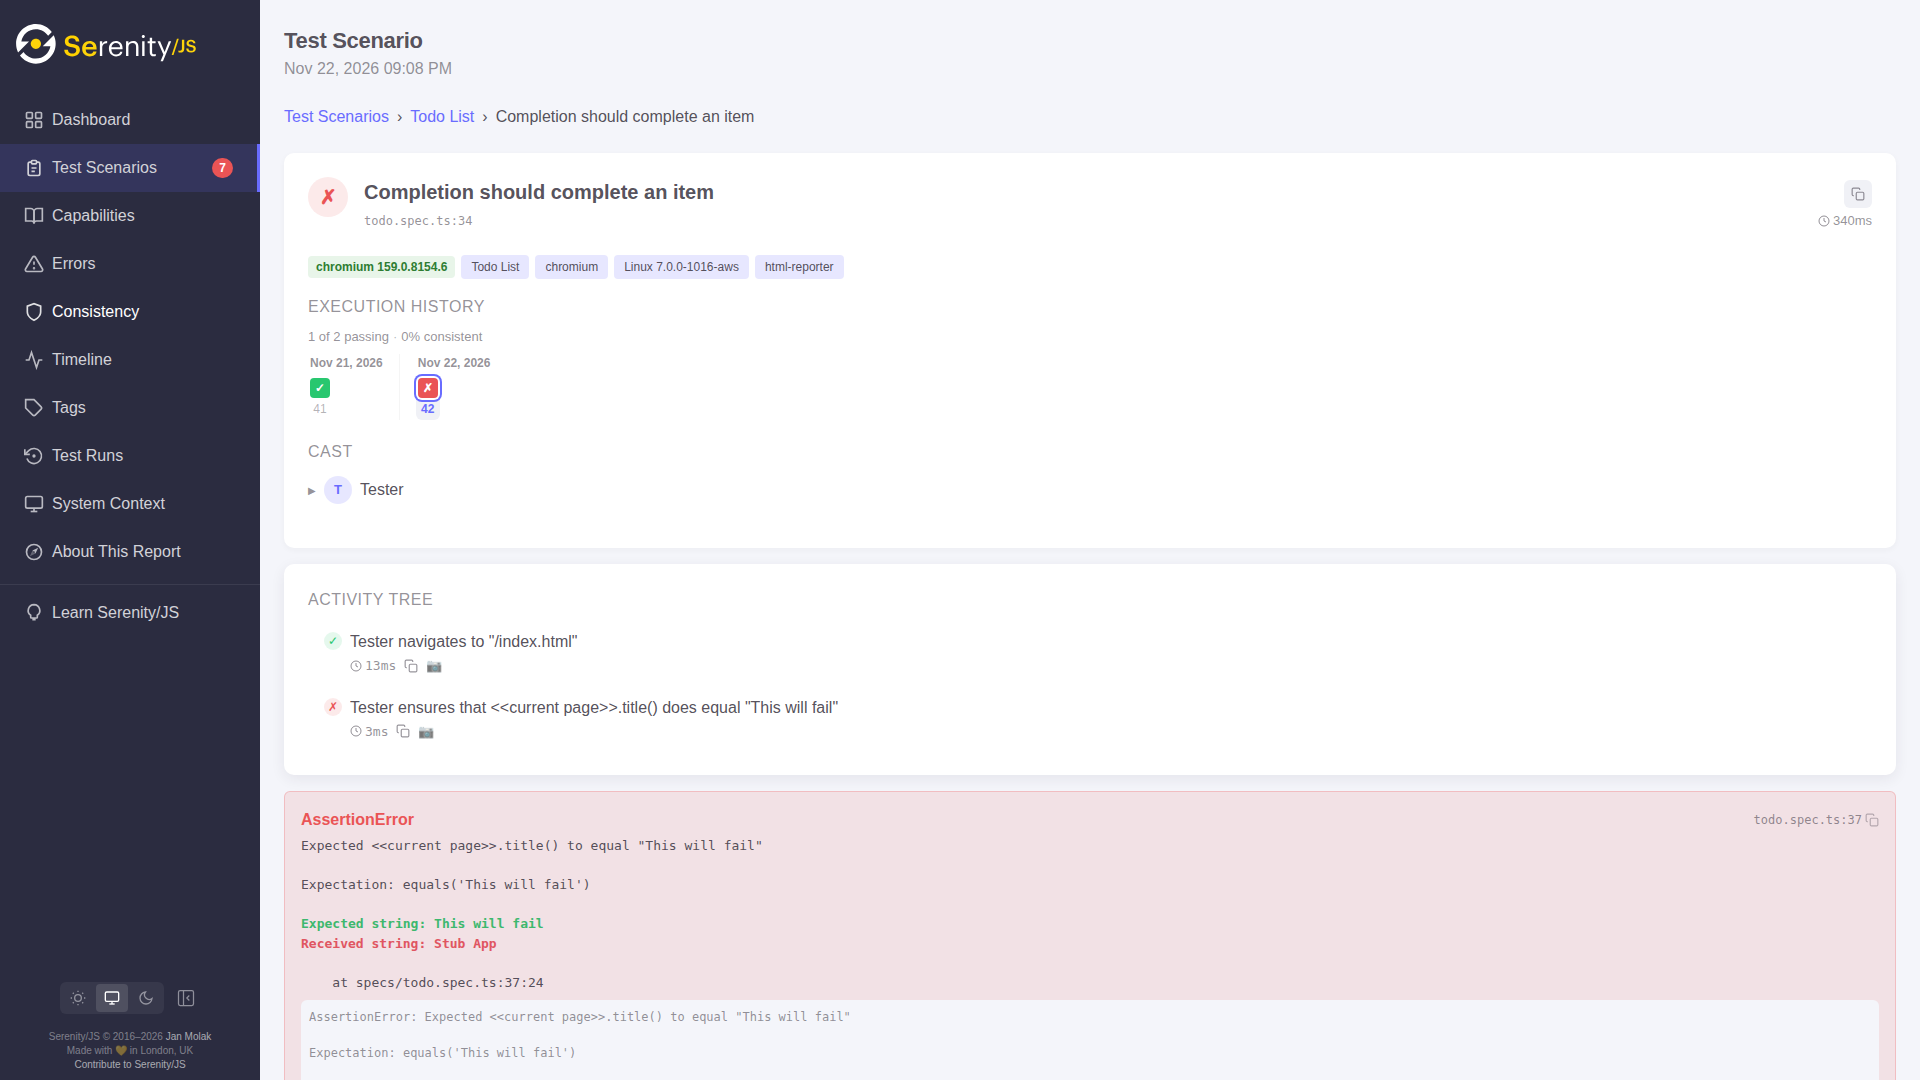 Serenity/JS
Dashboard
Test Scenarios 7
Capabilities
Errors
Consistency
Timeline
Tags
Test Runs
System Context
About This Report
Learn Serenity/JS
Serenity/JS © 2016–2026 Jan Molak
Made with 💛 in London, UK
Contribute to Serenity/JS
Test Scenario
Nov 22, 2026 09:08 PM
Test Scenarios › Todo List › Completion should complete an item
✗ Completion should complete an item
todo.spec.ts:34
340ms
chromium 159.0.8154.6 Todo List chromium Linux 7.0.0-1016-aws html-reporter
EXECUTION HISTORY
1 of 2 passing · 0% consistent
Nov 21, 2026 Nov 22, 2026
✓ ✗
41 42
CAST
▶ T Tester
ACTIVITY TREE
✓ Tester navigates to "/index.html"
13ms
✗ Tester ensures that <<current page>>.title() does equal "This will fail"
3ms
AssertionError todo.spec.ts:37
Expected <<current page>>.title() to equal "This will fail"
Expectation: equals('This will fail')
Expected string: This will fail
Received string: Stub App
at specs/todo.spec.ts:37:24
AssertionError: Expected <<current page>>.title() to equal "This will fail"
Expectation: equals('This will fail')